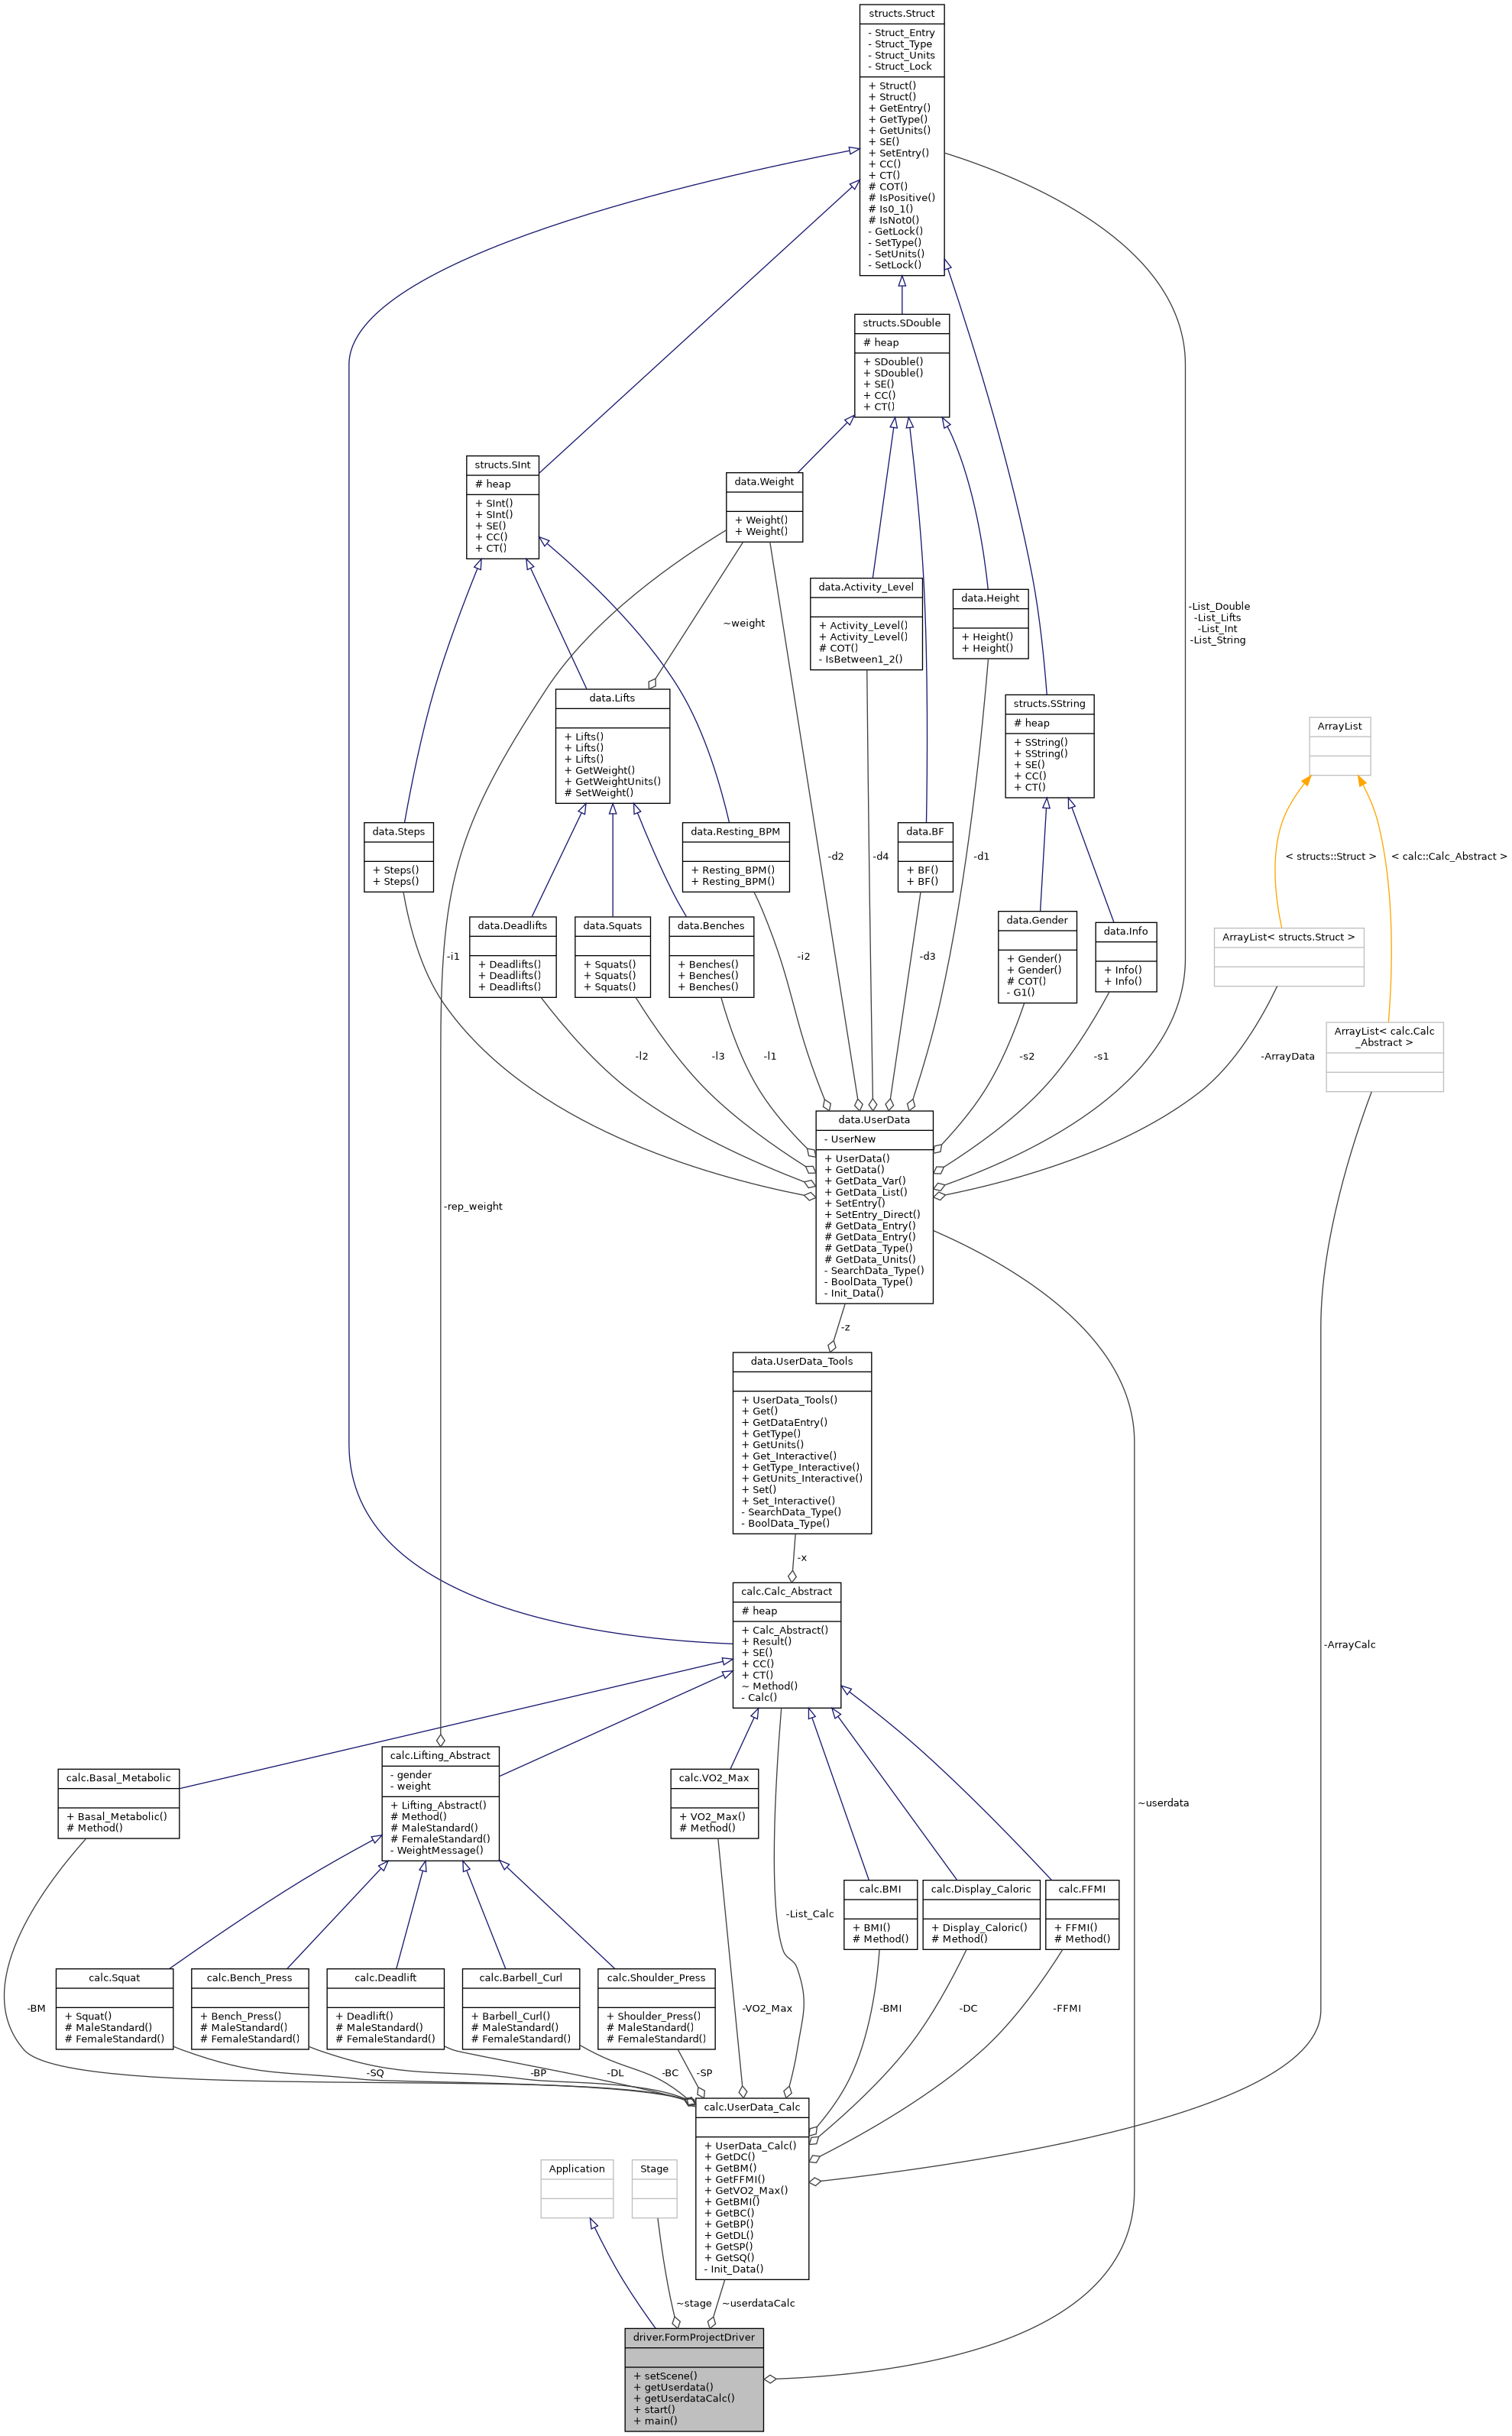 structs.Struct
- Struct_Entry
- Struct_Type
- Struct_Units
- Struct_Lock
+ Struct()
+ Struct()
+ GetEntry()
+ GetType()
+ GetUnits()
+ SE()
+ SetEntry()
+ CC()
+ CT()
# COT()
# IsPositive()
# Is0_1()
# IsNot0()
- GetLock()
- SetType()
- SetUnits()
- SetLock()
structs.SDouble
# heap
+ SDouble()
+ SDouble()
+ SE()
+ CC()
+ CT()
structs.SInt
# heap
+ SInt()
+ SInt()
+ SE()
+ CC()
+ CT()
data.Weight
+ Weight()
+ Weight()
data.Activity_Level
+ Activity_Level()
+ Activity_Level()
# COT()
- IsBetween1_2()
data.Height
+ Height()
+ Height()
-List_Double
-List_Lifts
-List_Int
-List_String
~weight
data.Lifts
+ Lifts()
+ Lifts()
+ Lifts()
+ GetWeight()
+ GetWeightUnits()
# SetWeight()
structs.SString
# heap
+ SString()
+ SString()
+ SE()
+ CC()
+ CT()
ArrayList
data.Steps
+ Steps()
+ Steps()
data.Resting_BPM
+ Resting_BPM()
+ Resting_BPM()
-d2
-d4
data.BF
+ BF()
+ BF()
-d1
< structs::Struct >
< calc::Calc_Abstract >
data.Deadlifts
+ Deadlifts()
+ Deadlifts()
+ Deadlifts()
data.Squats
+ Squats()
+ Squats()
+ Squats()
data.Benches
+ Benches()
+ Benches()
+ Benches()
data.Gender
+ Gender()
+ Gender()
# COT()
- G1()
data.Info
+ Info()
+ Info()
ArrayList< structs.Struct >
-i1
-i2
-d3
ArrayList< calc.Calc
_Abstract >
-l2
-l3
-l1
-s2
-s1
-ArrayData
data.UserData
- UserNew
+ UserData()
+ GetData()
+ GetData_Var()
+ GetData_List()
+ SetEntry()
+ SetEntry_Direct()
# GetData_Entry()
# GetData_Entry()
# GetData_Type()
# GetData_Units()
- SearchData_Type()
- BoolData_Type()
- Init_Data()
-rep_weight
-z
data.UserData_Tools
+ UserData_Tools()
+ Get()
+ GetDataEntry()
+ GetType()
+ GetUnits()
+ Get_Interactive()
+ GetType_Interactive()
+ GetUnits_Interactive()
+ Set()
+ Set_Interactive()
- SearchData_Type()
- BoolData_Type()
-x
calc.Calc_Abstract
# heap
+ Calc_Abstract()
+ Result()
+ SE()
+ CC()
+ CT()
~ Method()
- Calc()
-ArrayCalc
calc.Basal_Metabolic
+ Basal_Metabolic()
# Method()
calc.Lifting_Abstract
- gender
- weight
+ Lifting_Abstract()
# Method()
# MaleStandard()
# FemaleStandard()
- WeightMessage()
calc.VO2_Max
+ VO2_Max()
# Method()
~userdata
calc.BMI
+ BMI()
# Method()
calc.Display_Caloric
+ Display_Caloric()
# Method()
calc.FFMI
+ FFMI()
# Method()
-List_Calc
calc.Squat
+ Squat()
# MaleStandard()
# FemaleStandard()
calc.Bench_Press
+ Bench_Press()
# MaleStandard()
# FemaleStandard()
calc.Deadlift
+ Deadlift()
# MaleStandard()
# FemaleStandard()
calc.Barbell_Curl
+ Barbell_Curl()
# MaleStandard()
# FemaleStandard()
calc.Shoulder_Press
+ Shoulder_Press()
# MaleStandard()
# FemaleStandard()
-BM
-VO2_Max
-BMI
-DC
-FFMI
-SQ
-BP
-DL
-BC
-SP
calc.UserData_Calc
+ UserData_Calc()
+ GetDC()
+ GetBM()
+ GetFFMI()
+ GetVO2_Max()
+ GetBMI()
+ GetBC()
+ GetBP()
+ GetDL()
+ GetSP()
+ GetSQ()
- Init_Data()
Application
Stage
~stage
~userdataCalc
driver.FormProjectDriver
+ setScene()
+ getUserdata()
+ getUserdataCalc()
+ start()
+ main()